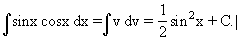 ∫sinx cosx dx = ∫v dv = 1/2 sin²x + C.|